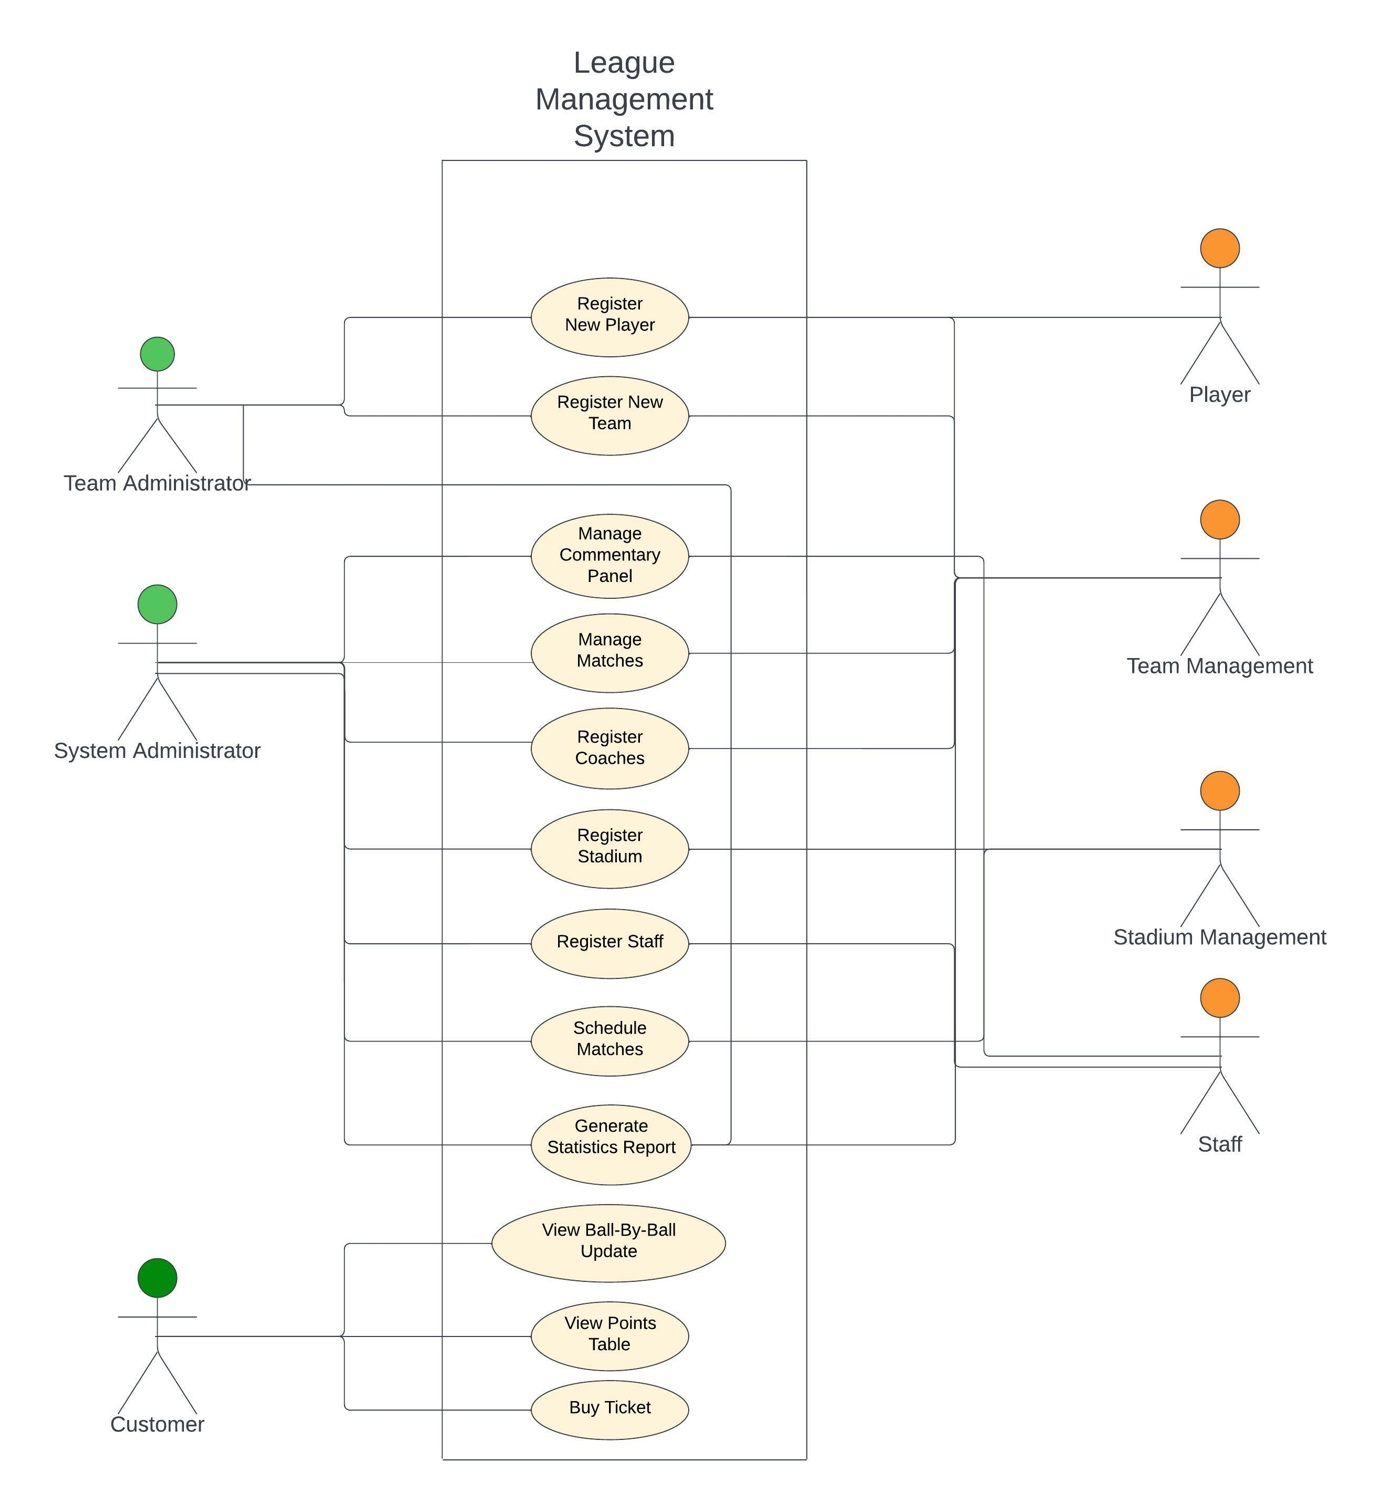 League
Management
System
Register
New Player
Player
Register New
Team
Team Administrator
Manage
Commentary
Panel
Manage
Matches
Team Management
System Administrator
Register
Coaches
Register
Stadium
Stadium Management
Register Staff
Schedule
Matches
Staff
Generate
Statistics Report
View Ball-By-Ball
Update
View Points
Table
Buy Ticket
Customer